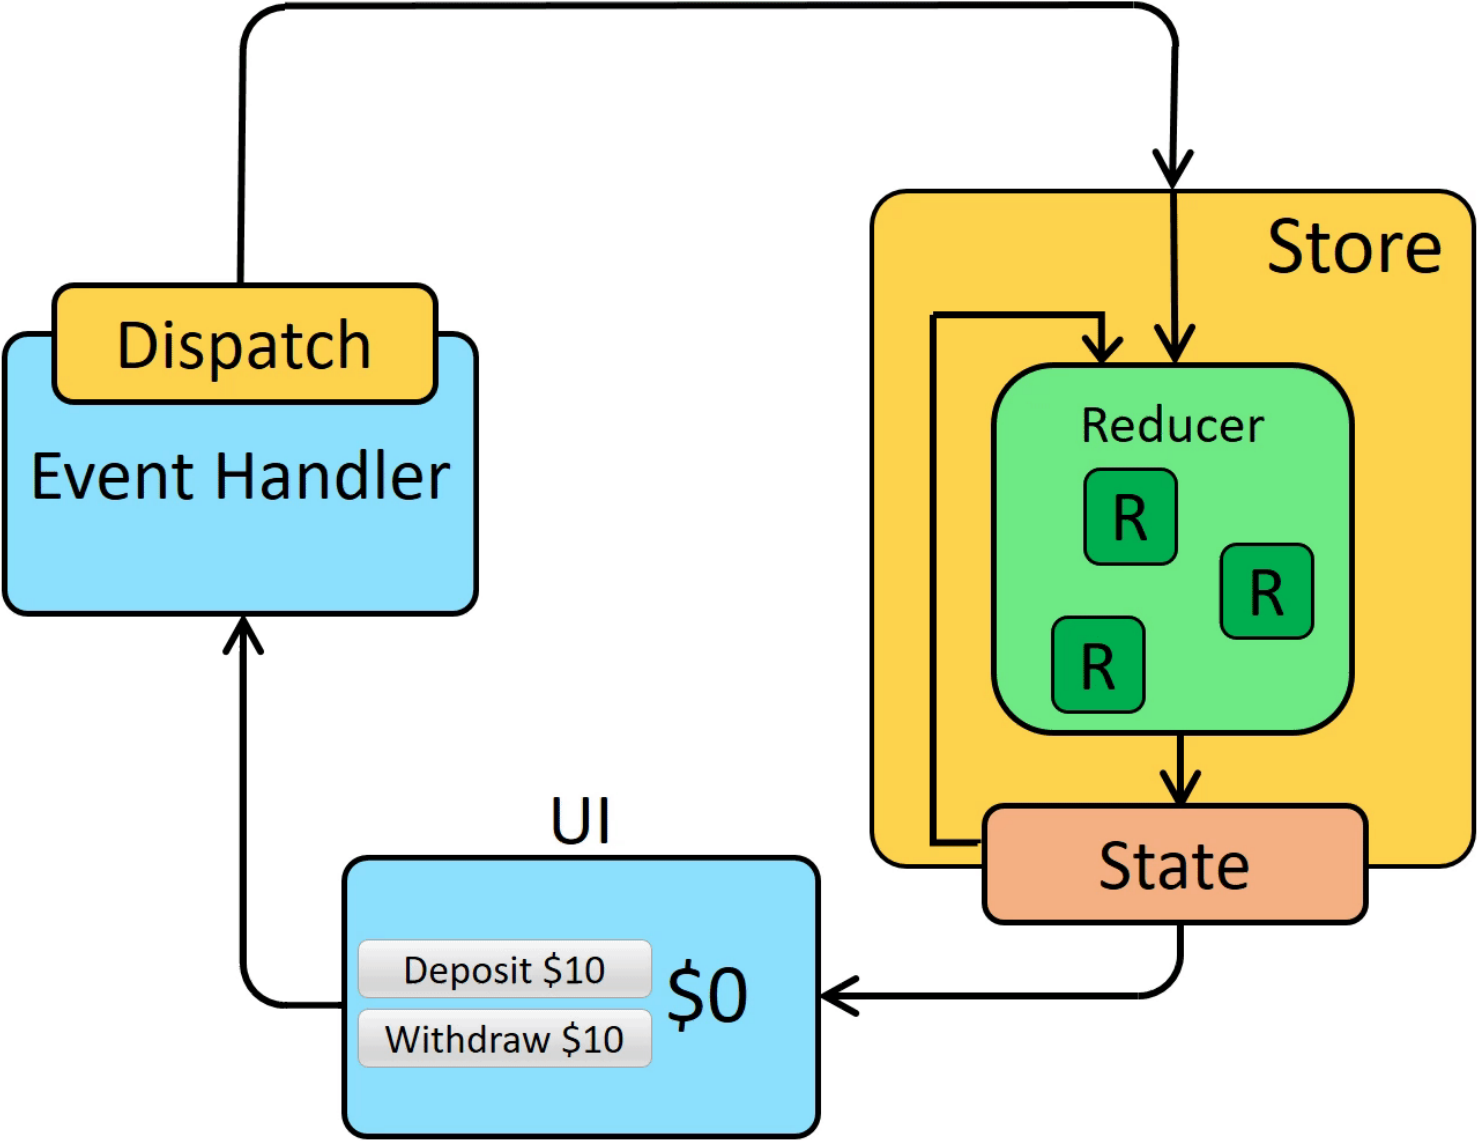 Store
Dispatch
Event Handler
Reducer
R
R
R
State
UI
Deposit $10
$0
Withdraw $10